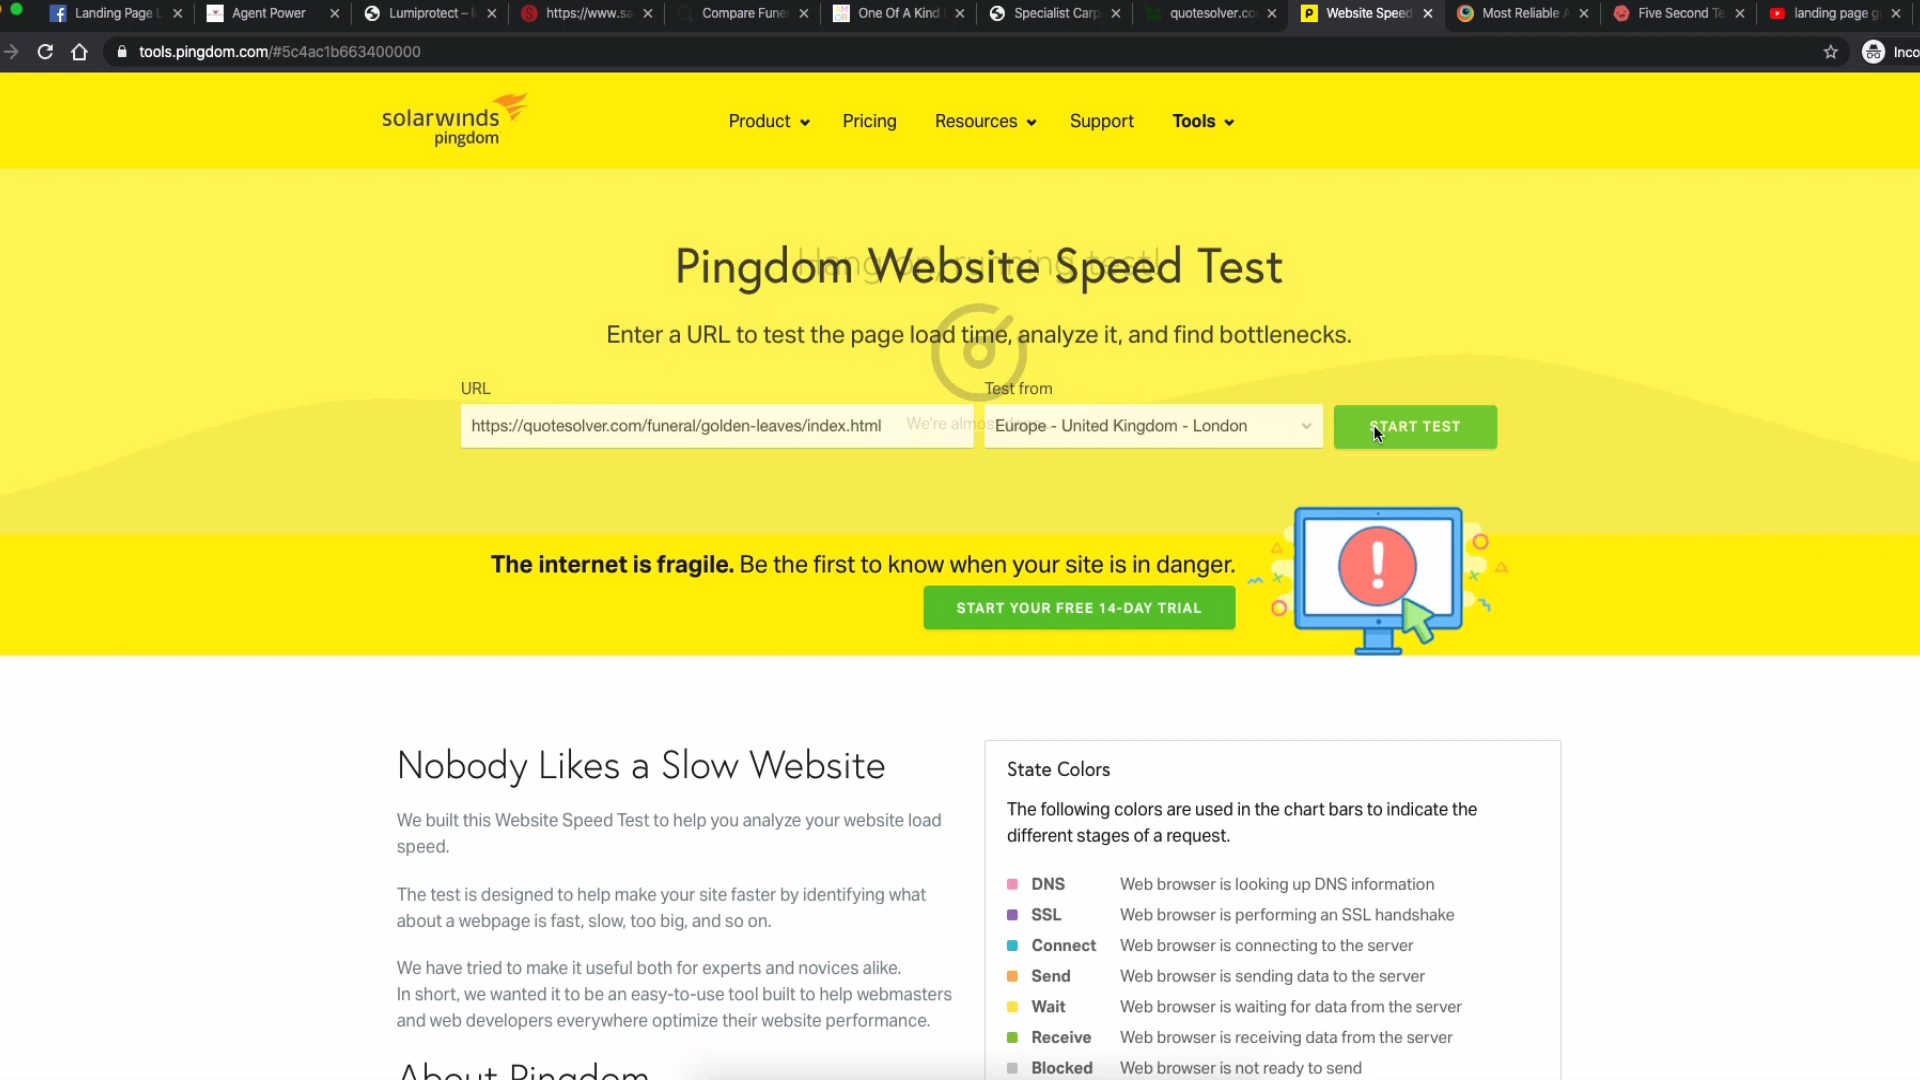 Landing Page L
Agent Power
Lumiprotect –
https://www.sa
Compare Fune
One Of A Kind
Specialist Carp
quotesolver.co
Website Speed
Most Reliable
Five Second Te
landing page g
tools.pingdom.com/#5c4ac1b663400000
Inco
solarwinds
pingdom
Product
Pricing
Resources
Support
Tools
Pingdom Website Speed Test
Hang on, running test!
Enter a URL to test the page load time, analyze it, and find bottlenecks.
URL
Test from
https://quotesolver.com/funeral/golden-leaves/index.html
We're almos
Europe - United Kingdom - London
START TEST
The internet is fragile. Be the first to know when your site is in danger.
START YOUR FREE 14-DAY TRIAL
Nobody Likes a Slow Website
We built this Website Speed Test to help you analyze your website load
speed.
The test is designed to help make your site faster by identifying what
about a webpage is fast, slow, too big, and so on.
We have tried to make it useful both for experts and novices alike.
In short, we wanted it to be an easy-to-use tool built to help webmasters
and web developers everywhere optimize their website performance.
About Pingdom
State Colors
The following colors are used in the chart bars to indicate the
different stages of a request.
DNS Web browser is looking up DNS information
SSL Web browser is performing an SSL handshake
Connect Web browser is connecting to the server
Send Web browser is sending data to the server
Wait Web browser is waiting for data from the server
Receive Web browser is receiving data from the server
Blocked Web browser is not ready to send